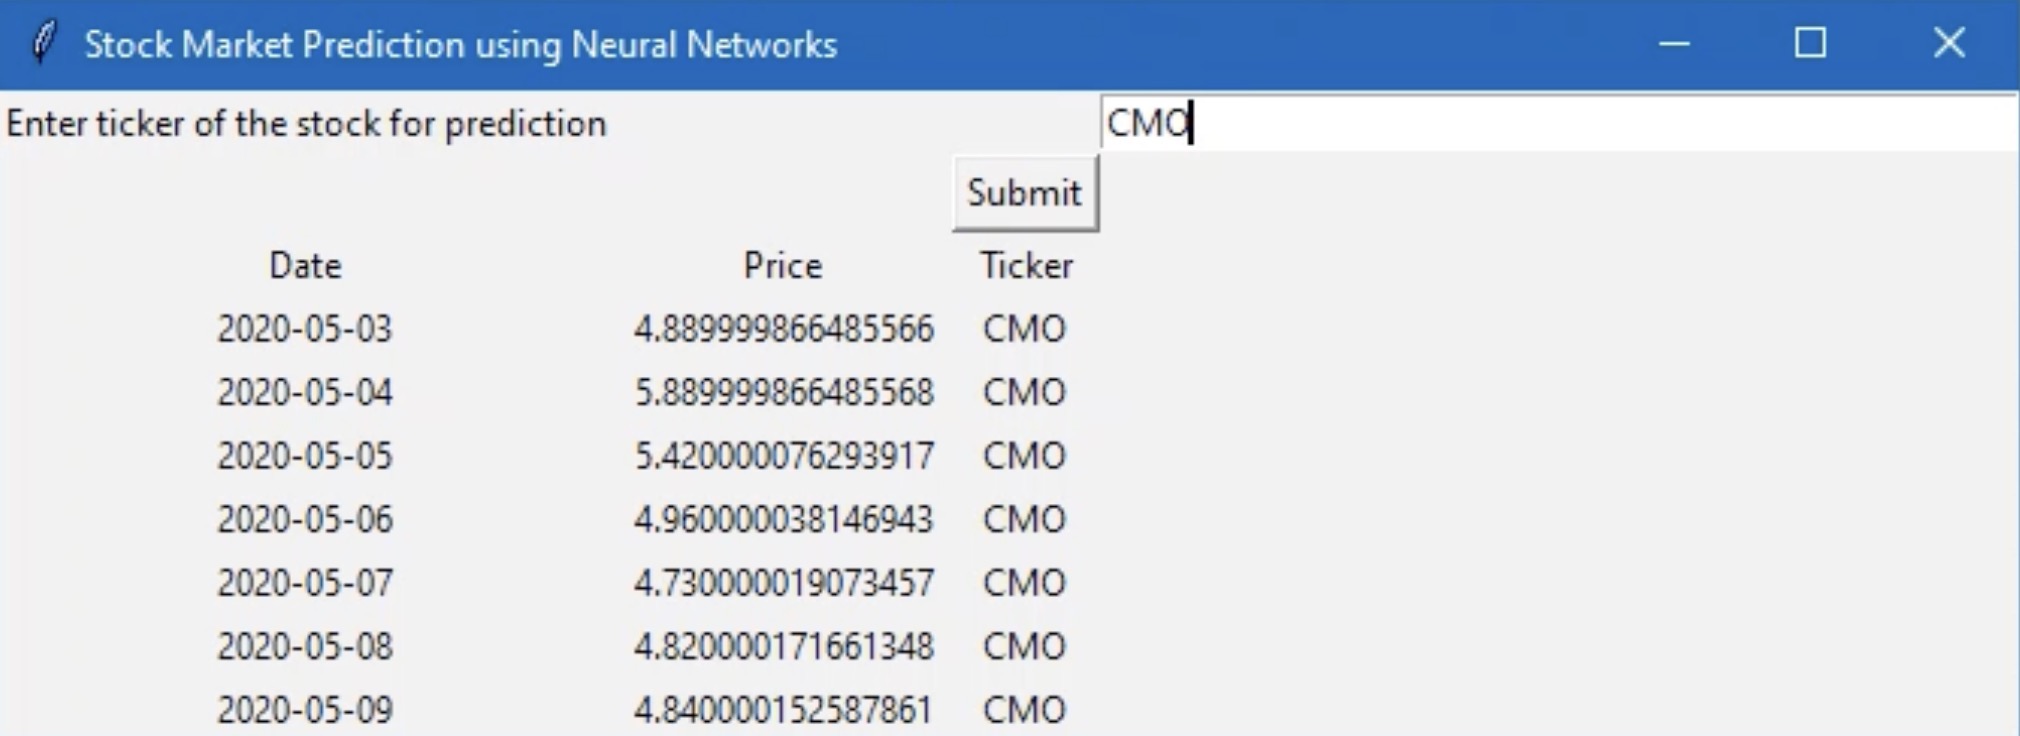 Stock Market Prediction using Neural Networks
Enter ticker of the stock for prediction CMO
Submit
Date Price Ticker
2020-05-03 4.889999866485566 CMO
2020-05-04 5.889999866485568 CMO
2020-05-05 5.420000076293917 CMO
2020-05-06 4.960000038146943 CMO
2020-05-07 4.730000019073457 CMO
2020-05-08 4.820000171661348 CMO
2020-05-09 4.840000152587861 CMO